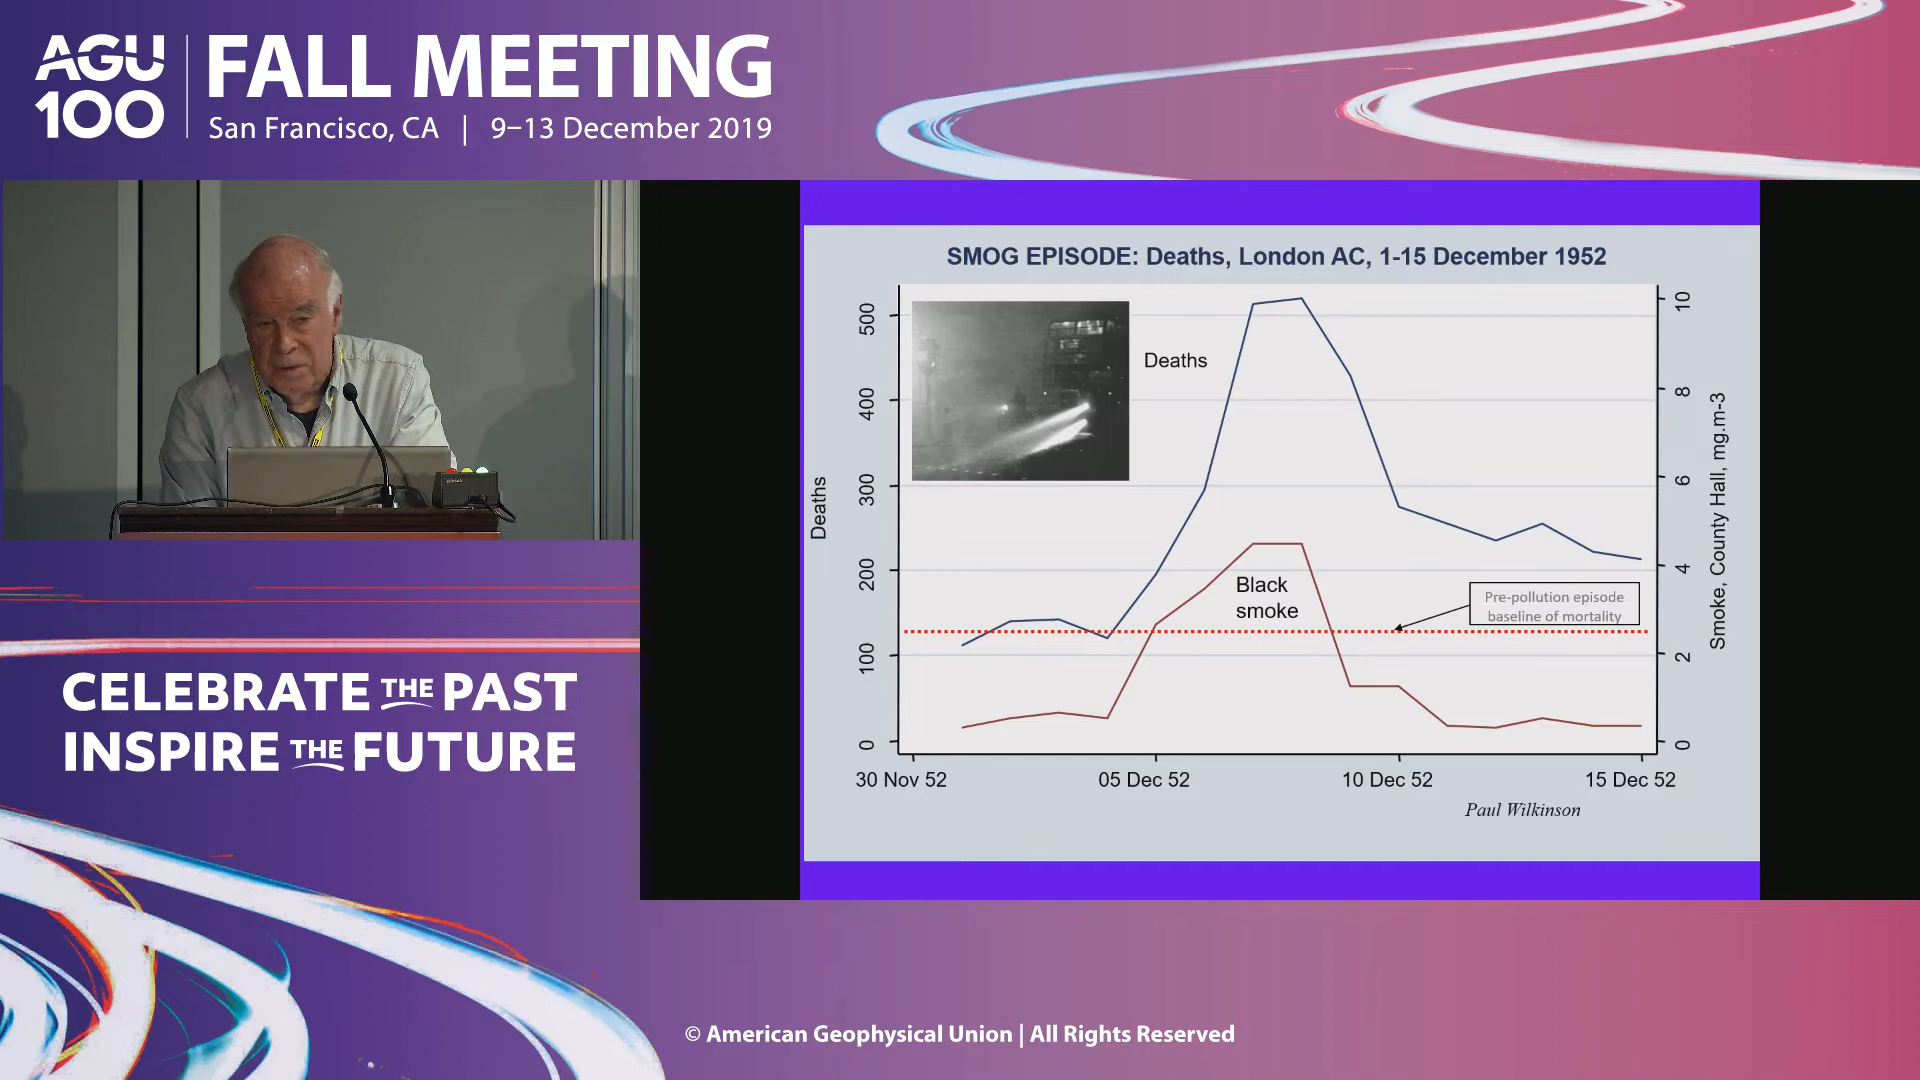 AGU
100
FALL MEETING
San Francisco, CA | 9–13 December 2019
SMOG EPISODE: Deaths, London AC, 1-15 December 1952
500
400
300
200
100
0
Deaths
Deaths
Black
smoke
Pre-pollution episode
baseline of mortality
10
8
6
4
2
0
Smoke, County Hall, mg.m-3
30 Nov 52
05 Dec 52
10 Dec 52
15 Dec 52
Paul Wilkinson
CELEBRATE THE PAST
INSPIRE THE FUTURE
© American Geophysical Union | All Rights Reserved